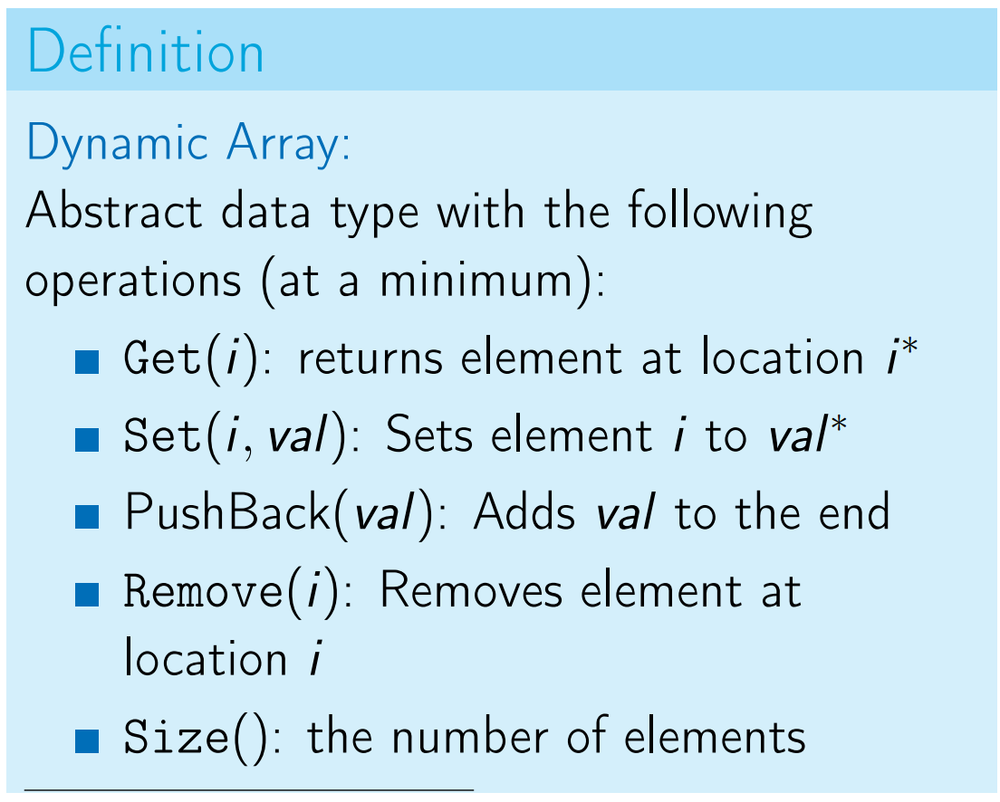 Definition
Dynamic Array:
Abstract data type with the following
operations (at a minimum):
Get(i): returns element at location i*
Set(i, val): Sets element i to val*
PushBack(val): Adds val to the end
Remove(i): Removes element at
location i
Size(): the number of elements